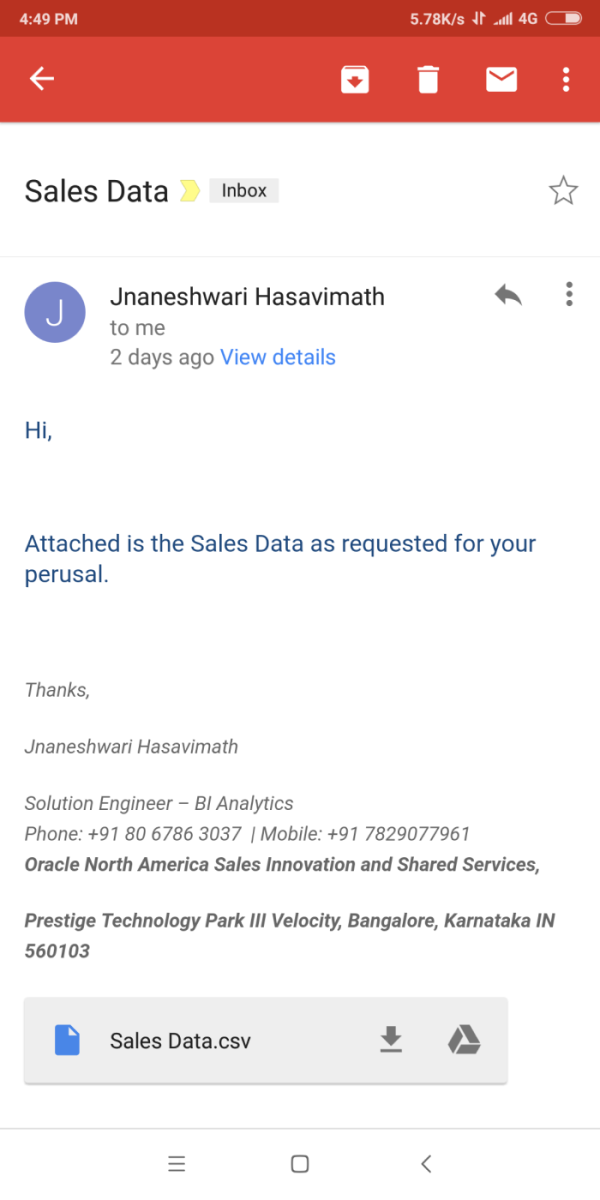 4:49 PM 5.78K/s 4G
Sales Data Inbox
Jnaneshwari Hasavimath
J
to me
2 days ago View details
Hi,
Attached is the Sales Data as requested for your
perusal.
Thanks,
Jnaneshwari Hasavimath
Solution Engineer – BI Analytics
Phone: +91 80 6786 3037 | Mobile: +91 7829077961
Oracle North America Sales Innovation and Shared Services,
Prestige Technology Park III Velocity, Bangalore, Karnataka IN
560103
Sales Data.csv